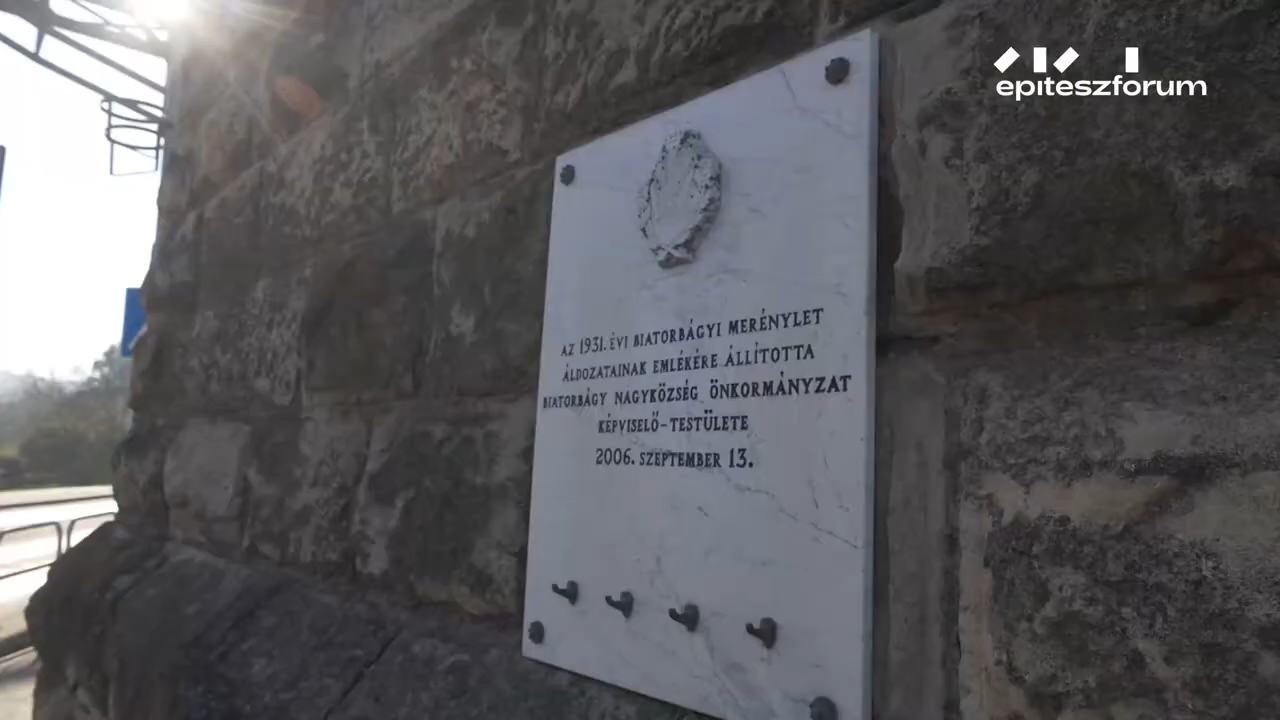 epiteszforum
AZ 1931. ÉVI BIATORBÁGYI MERÉNYLET
ÁLDOZATAINAK EMLÉKÉRE ÁLLÍTOTTA
BIATORBÁGY NAGYKÖZSÉG ÖNKORMÁNYZAT
KÉPVISELŐ-TESTÜLETE
2006. SZEPTEMBER 13.